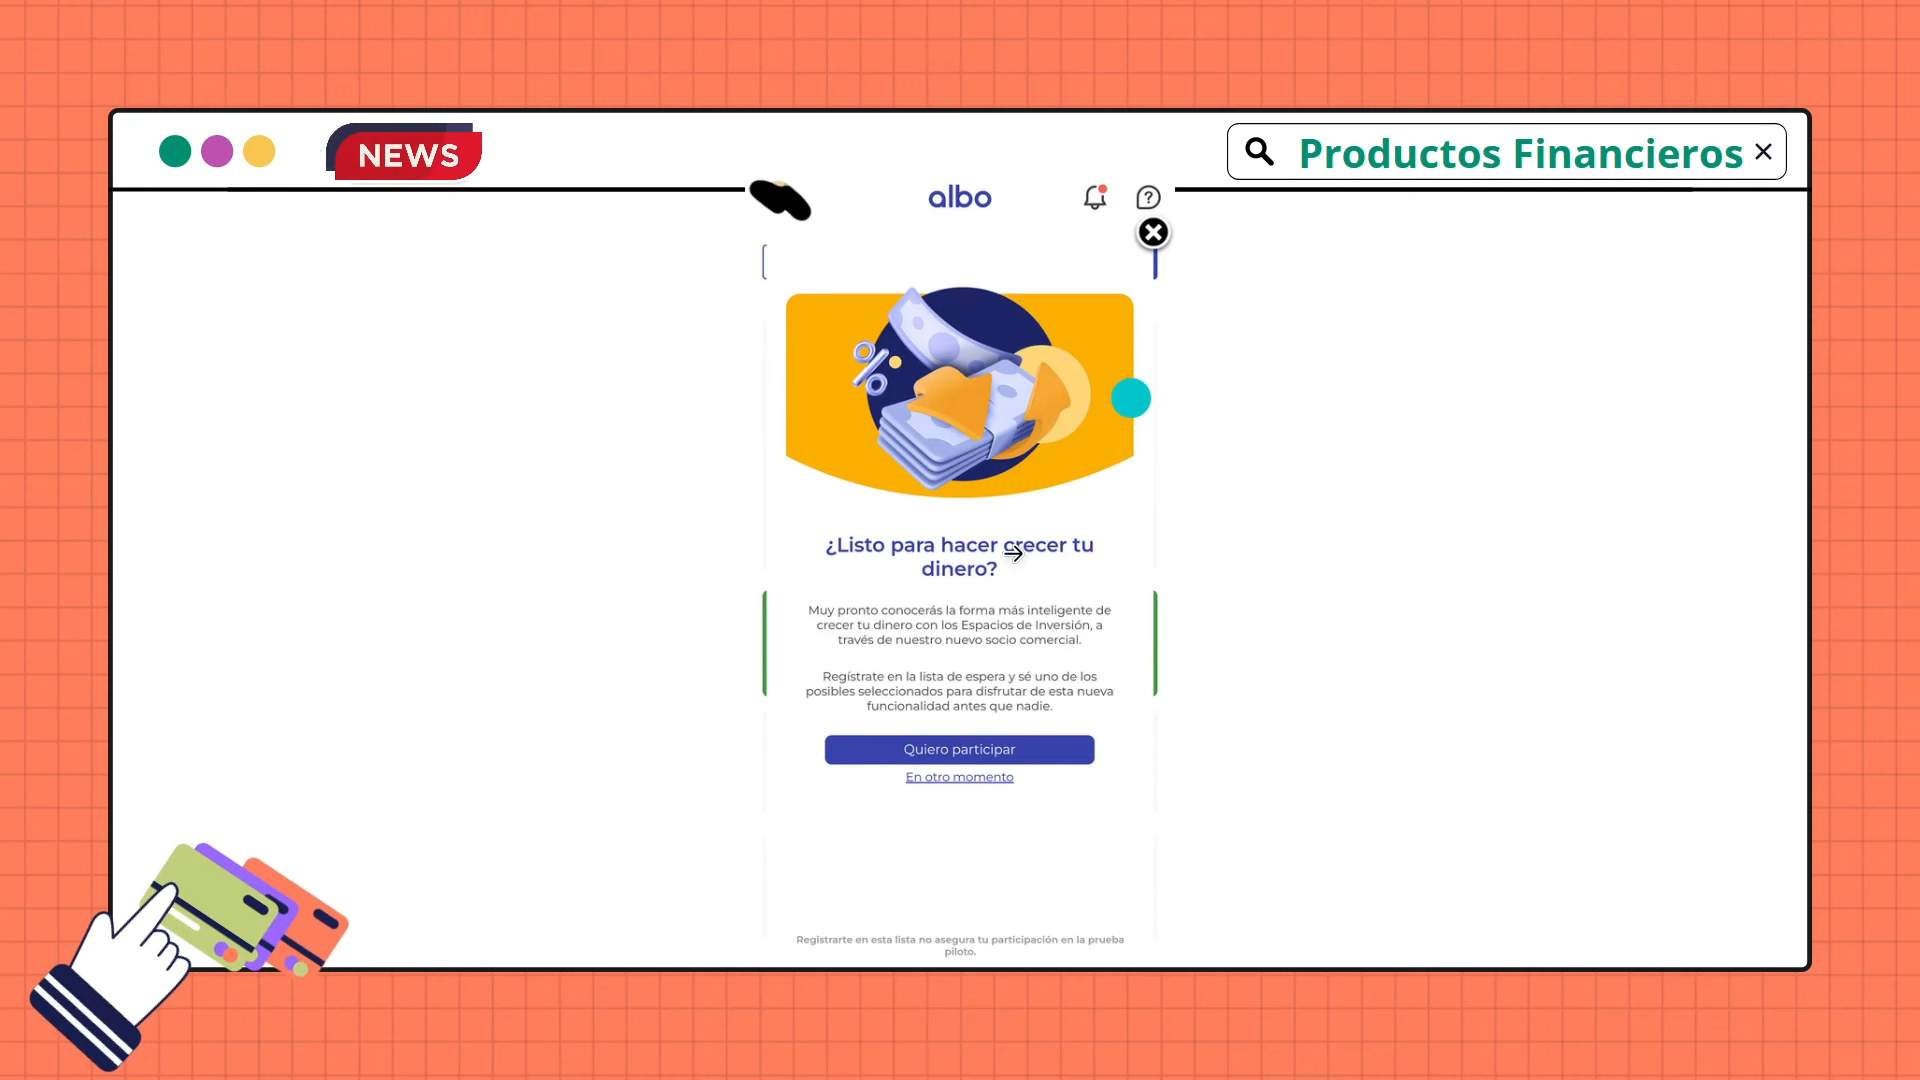 NEWS
Productos Financieros
albo
¿Listo para hacer crecer tu
dinero?
Muy pronto conocerás la forma más inteligente de
crecer tu dinero con los Espacios de Inversión, a
través de nuestro nuevo socio comercial.
Regístrate en la lista de espera y sé uno de los
posibles seleccionados para disfrutar de esta nueva
funcionalidad antes que nadie.
Quiero participar
En otro momento
Registrarte en esta lista no asegura tu participación en la prueba
piloto.